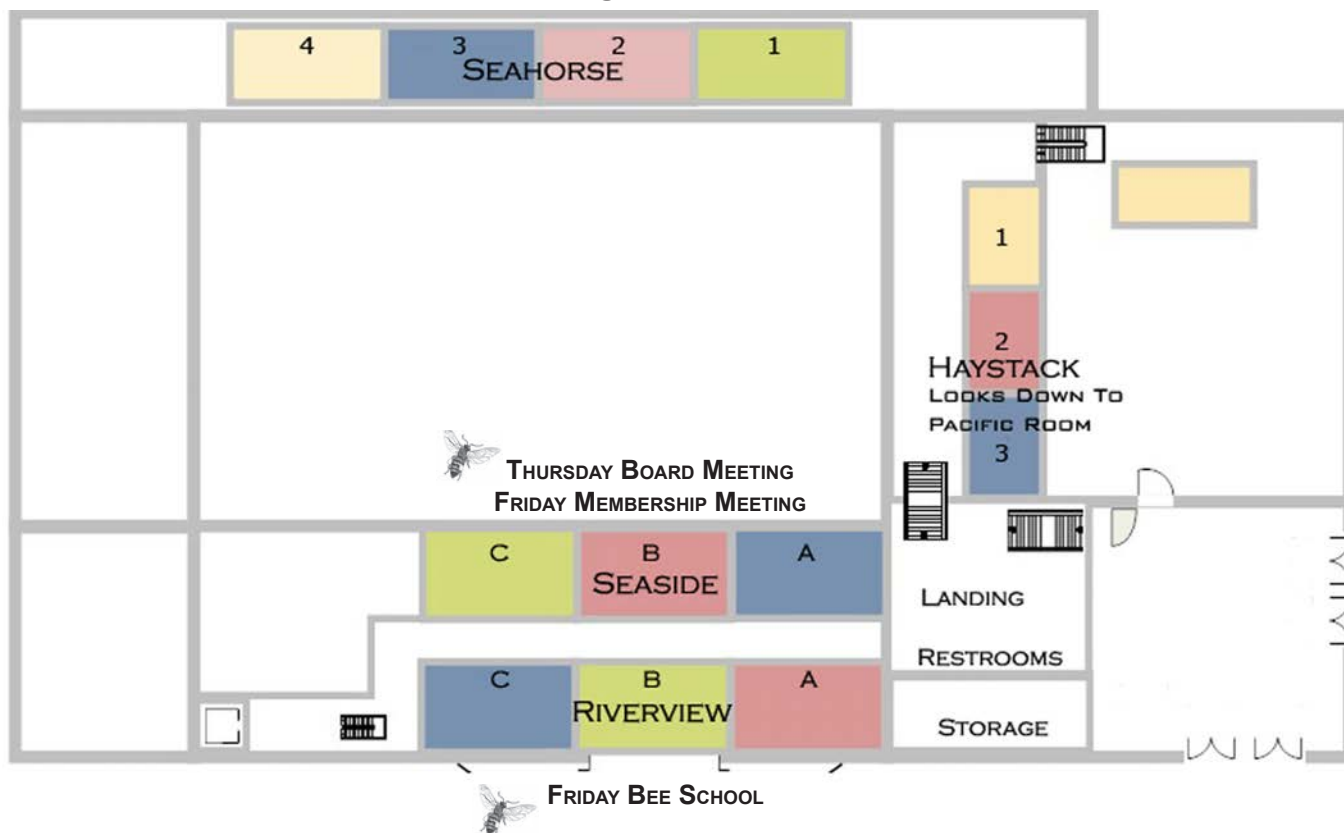 4 3 2 1
SEAHORSE
1
2
HAYSTACK
LOOKS DOWN TO
PACIFIC ROOM
3
THURSDAY BOARD MEETING
FRIDAY MEMBERSHIP MEETING
C B A
SEASIDE
LANDING
RESTROOMS
C B A
RIVERVIEW
STORAGE
FRIDAY BEE SCHOOL